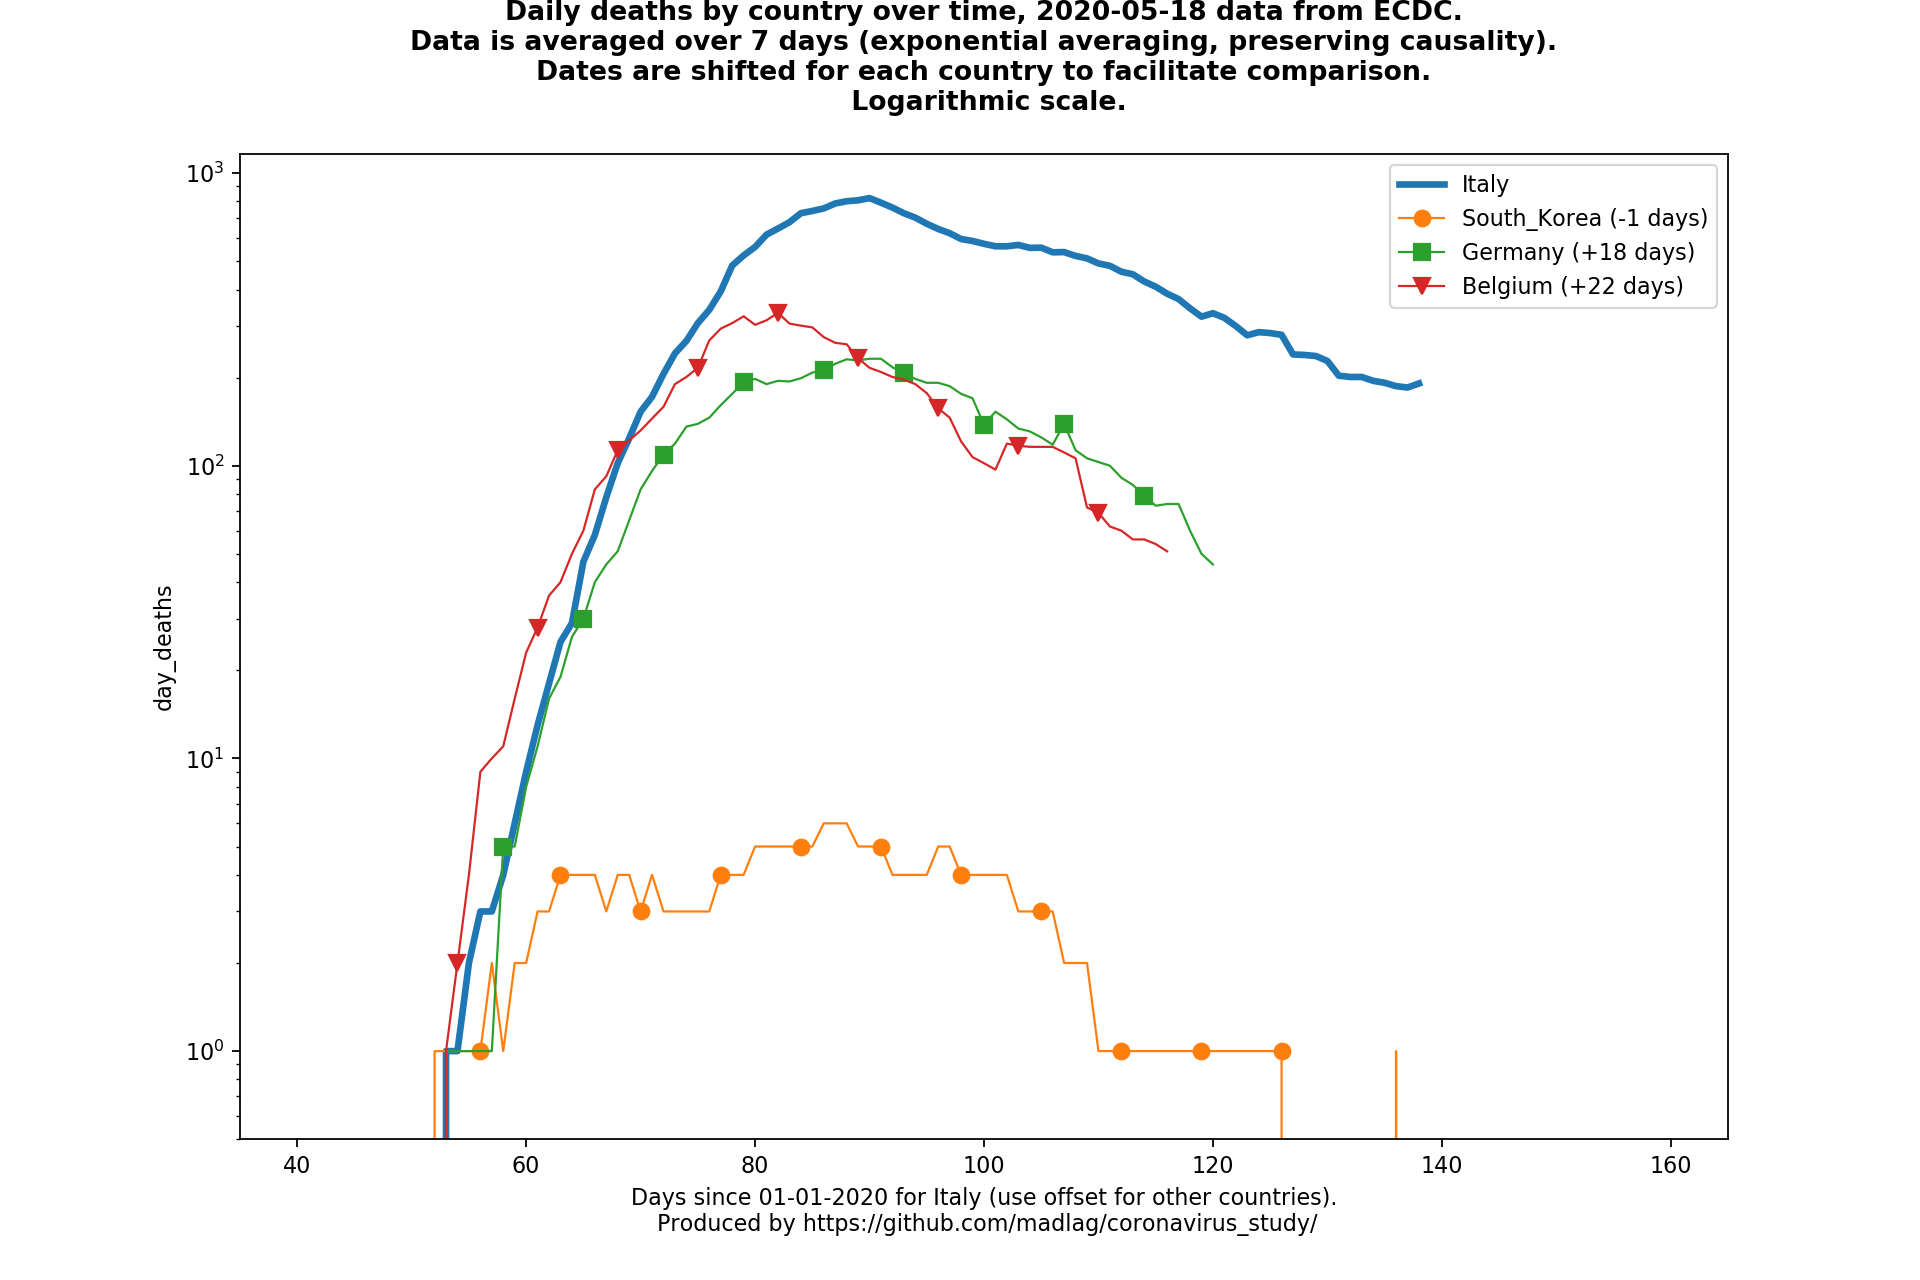 Daily deaths by country over time, 2020-05-18 data from ECDC.
Data is averaged over 7 days (exponential averaging, preserving causality).
Dates are shifted for each country to facilitate comparison.
Logarithmic scale.
Italy
South_Korea (-1 days)
Germany (+18 days)
Belgium (+22 days)
day_deaths
10³
10²
10¹
10⁰
40 60 80 100 120 140 160
Days since 01-01-2020 for Italy (use offset for other countries).
Produced by https://github.com/madlag/coronavirus_study/